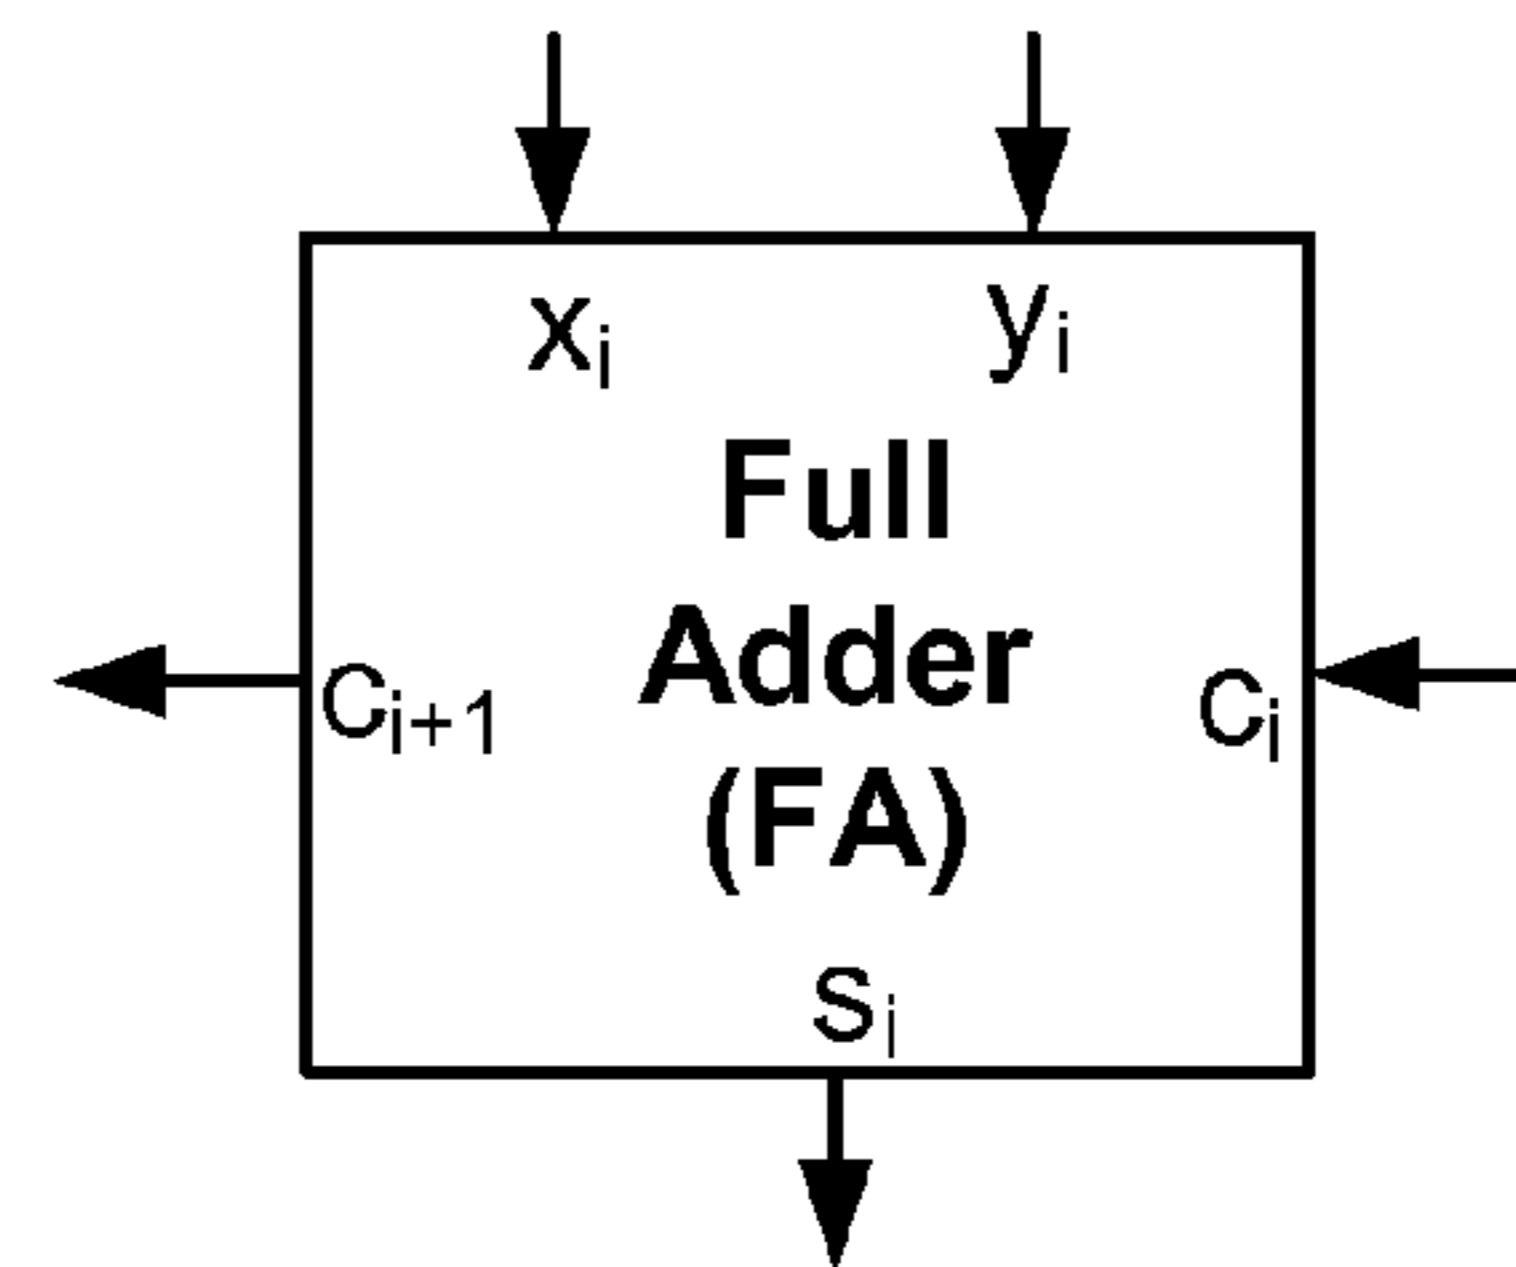 xᵢ yᵢ
Full
Adder
cᵢ₊₁ cᵢ
(FA)
sᵢ